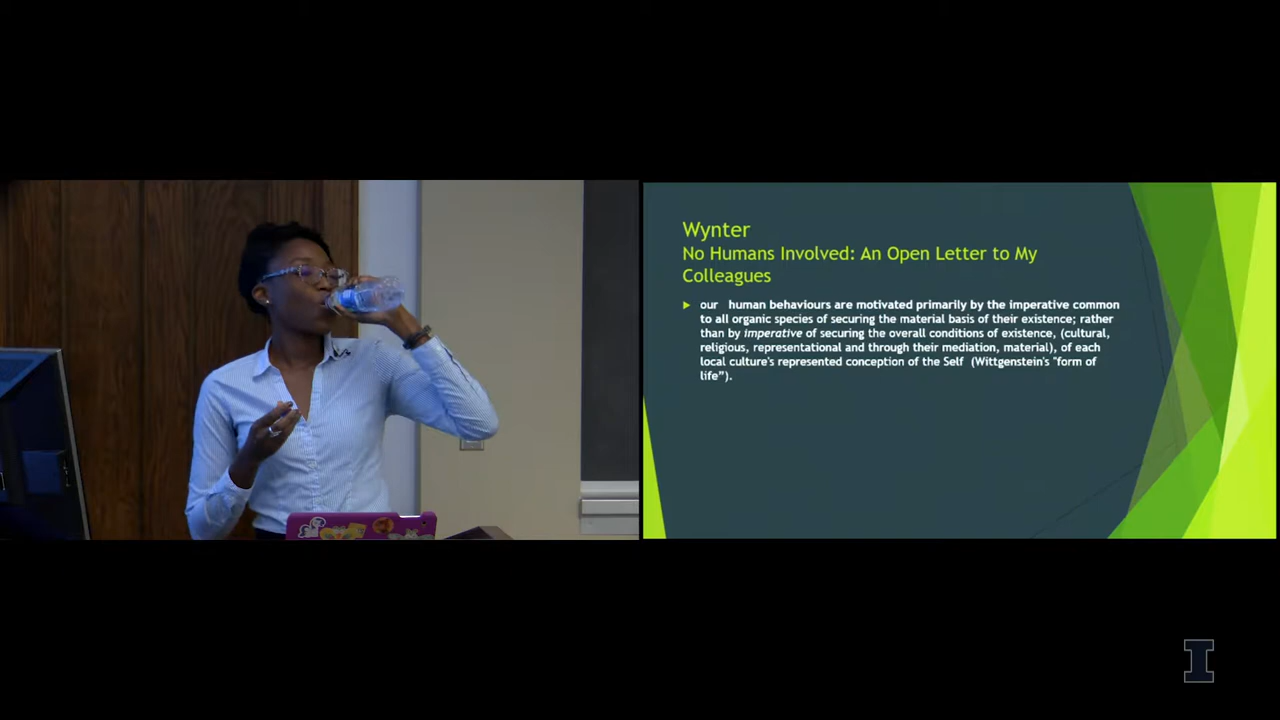 Wynter
No Humans Involved: An Open Letter to My
Colleagues
our human behaviours are motivated primarily by the imperative common
to all organic species of securing the material basis of their existence; rather
than by imperative of securing the overall conditions of existence, (cultural,
religious, representational and through their mediation, material), of each
local culture's represented conception of the Self (Wittgenstein's "form of
life").
I